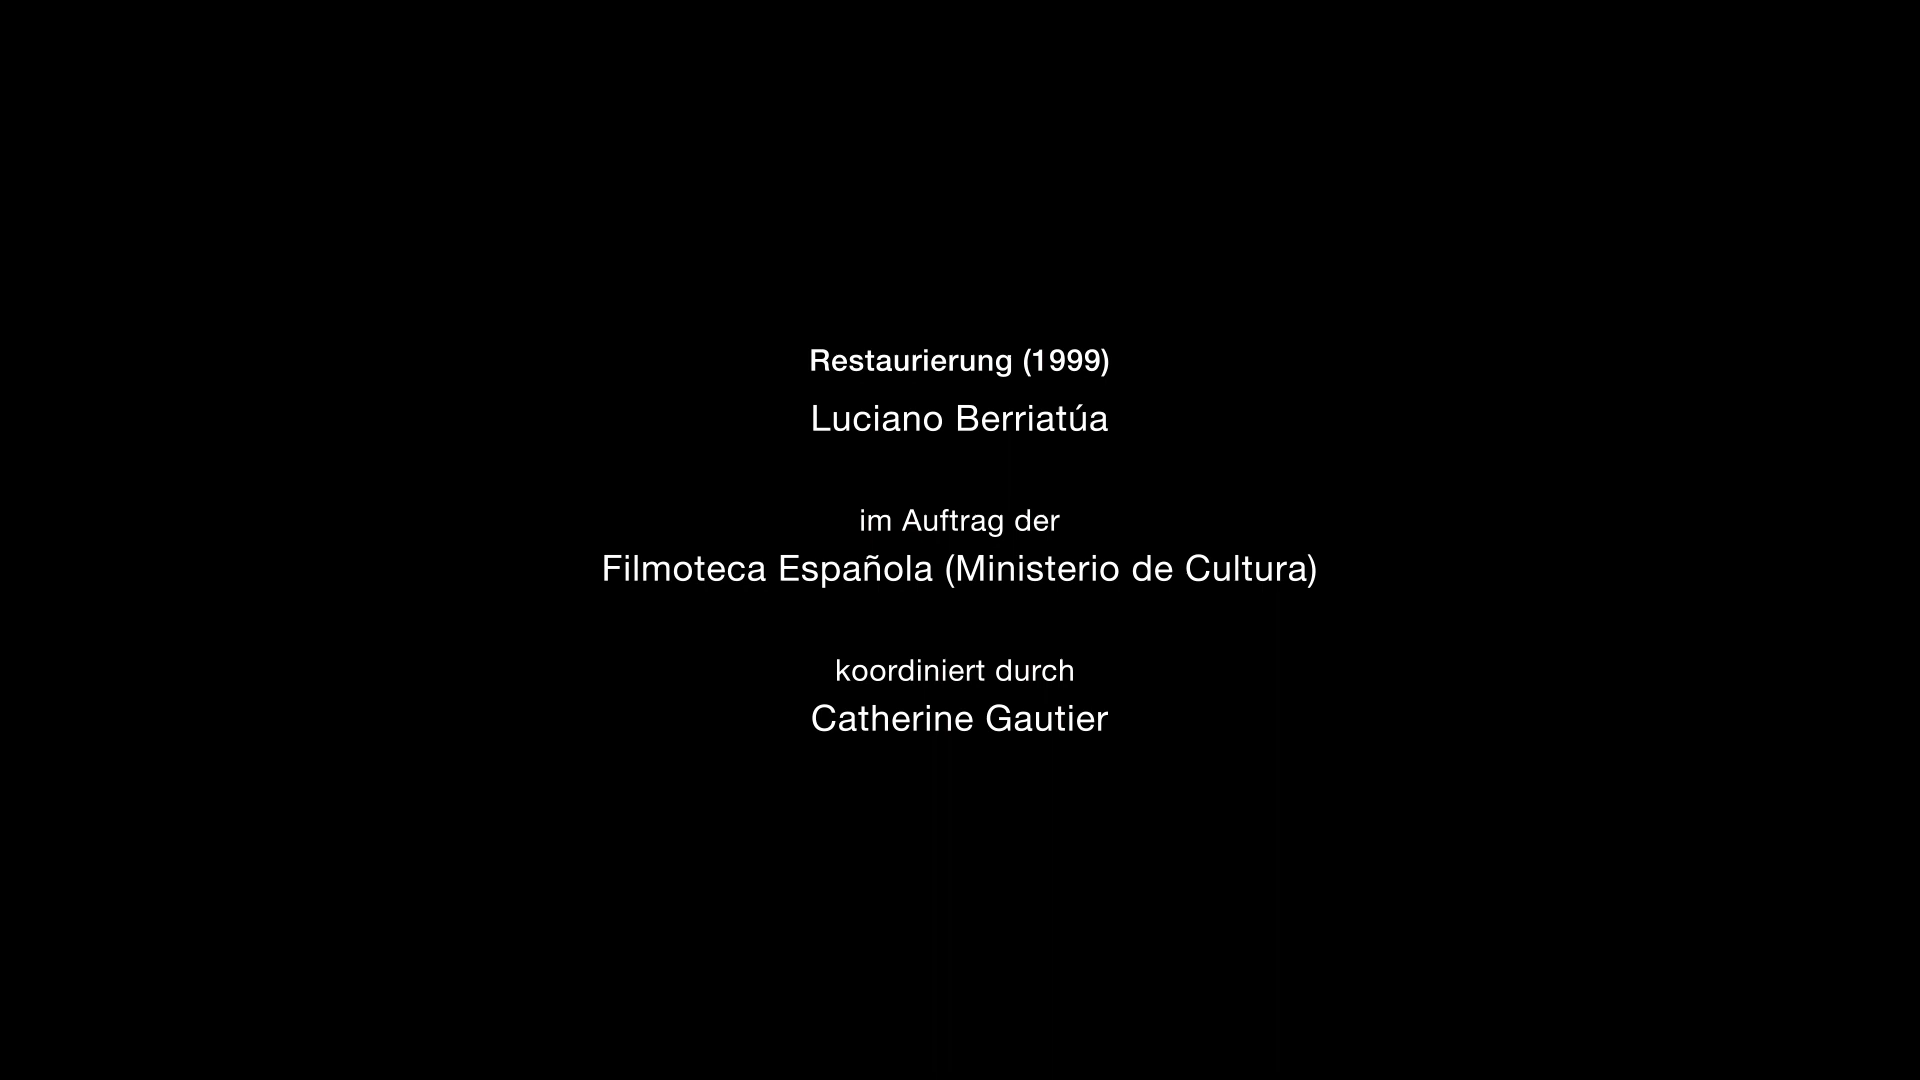 Restaurierung (1999)
Luciano Berriatúa
im Auftrag der
Filmoteca Española (Ministerio de Cultura)
koordiniert durch
Catherine Gautier